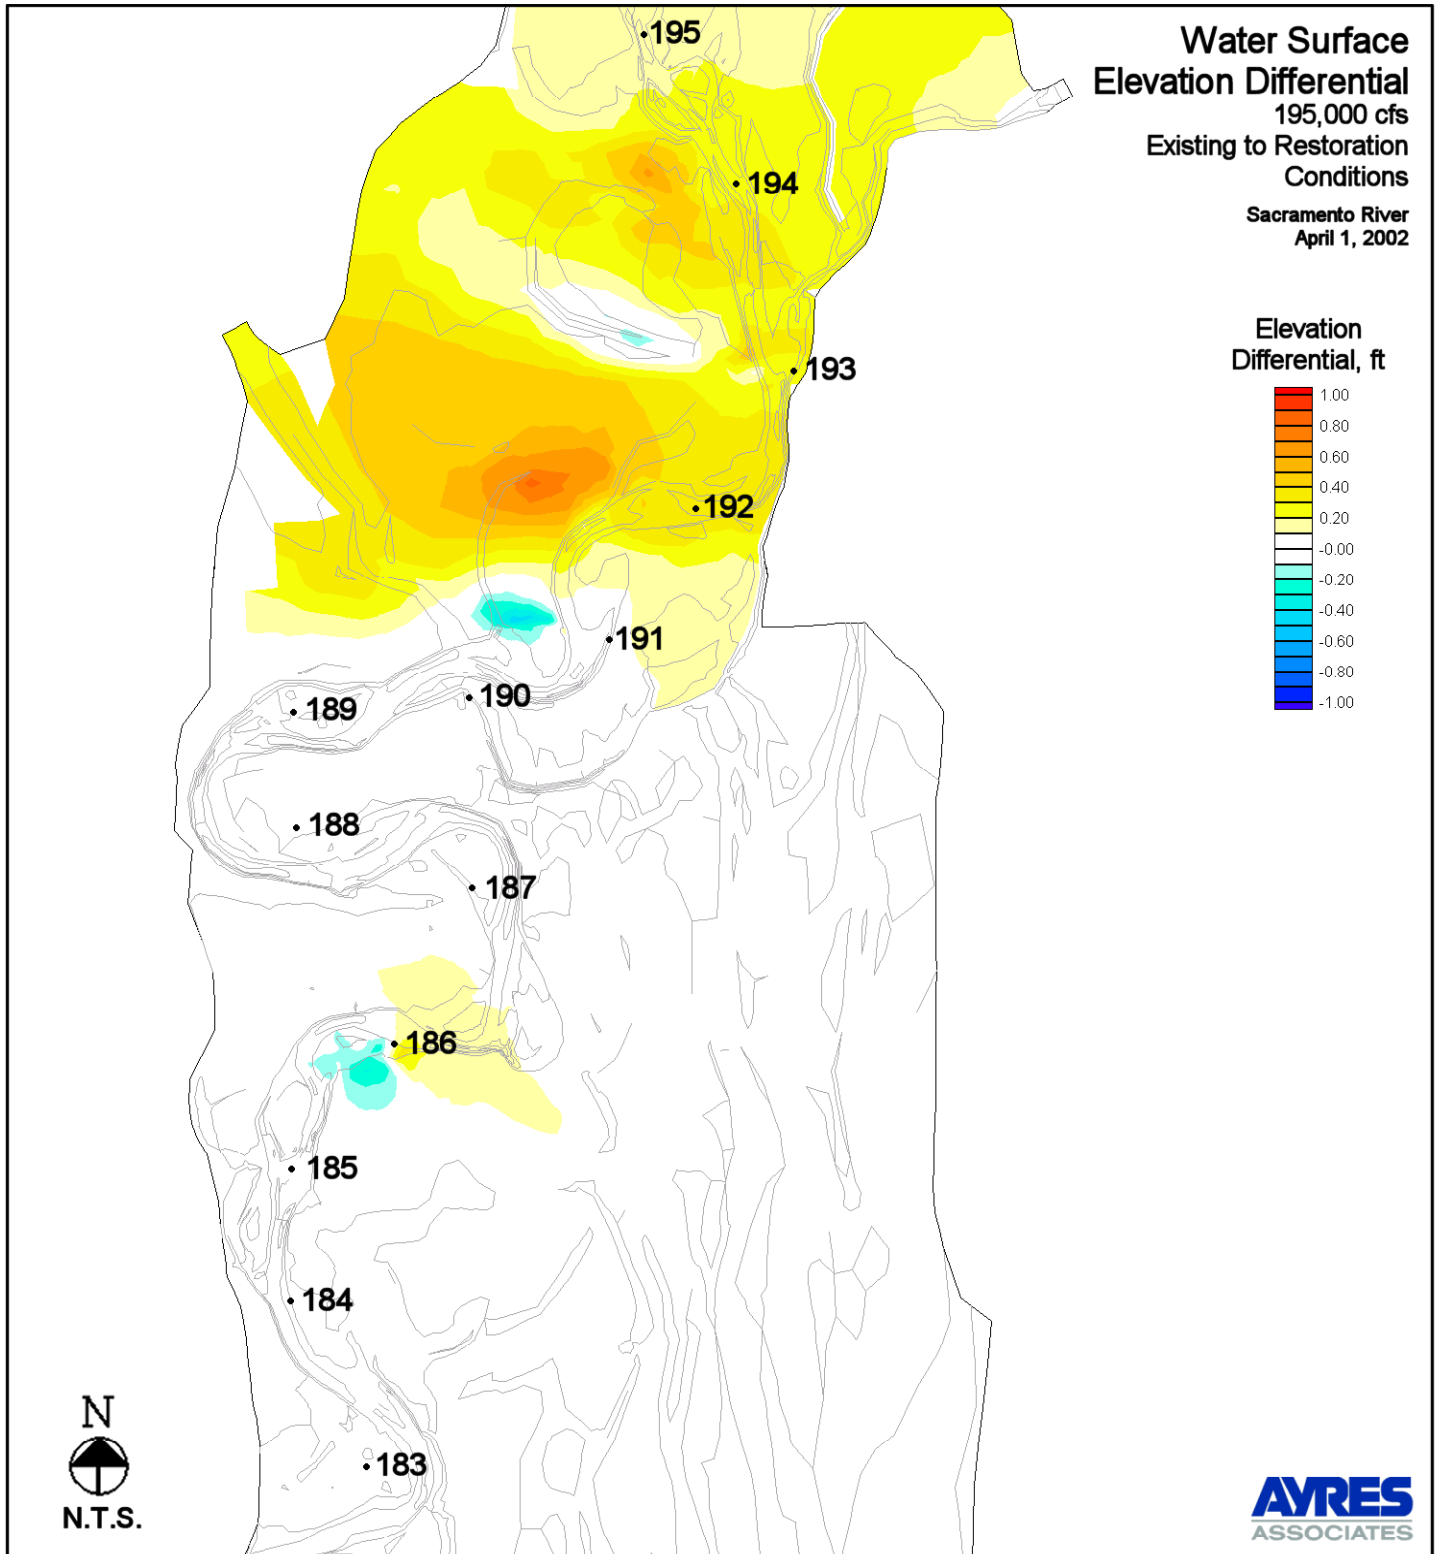 Water Surface
Elevation Differential
195,000 cfs
Existing to Restoration
Conditions
Sacramento River
April 1, 2002
Elevation
Differential, ft
1.00
0.80
0.60
0.40
0.20
-0.00
-0.20
-0.40
-0.60
-0.80
-1.00
195
194
193
192
191
190
189
188
187
186
185
184
183
N
N.T.S.
AYRES
ASSOCIATES